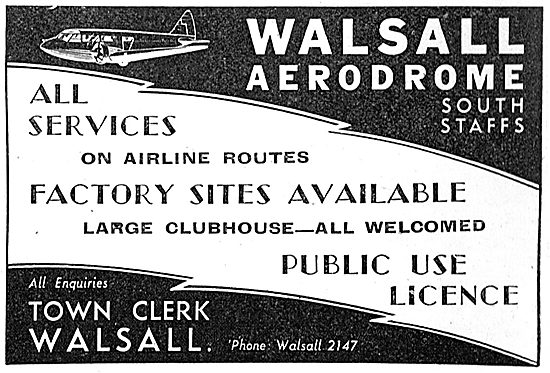 WALSALL
AERODROME
SOUTH
STAFFS
ALL
SERVICES
ON AIRLINE ROUTES
FACTORY SITES AVAILABLE
LARGE CLUBHOUSE—ALL WELCOMED
PUBLIC USE
LiCENCE
All Enquiries
TOWN CLERK
WALSALL.
'Phone: Walsall 2147